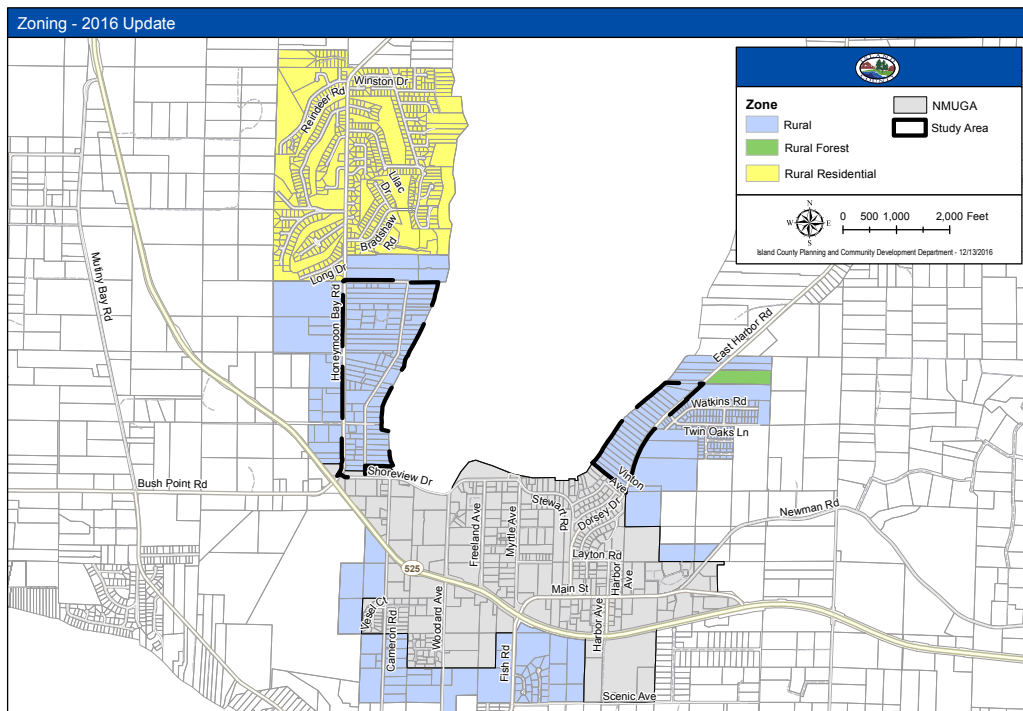 Zoning - 2016 Update
Zone
Rural
Rural Forest
Rural Residential
NMUGA
Study Area
N
W
E
S
0 500 1,000 2,000 Feet
Island County Planning and Community Development Department - 12/13/2016
Winston Dr
Reindeer Rd
Lilac
Dr
Bradshaw
Rd
Long Dr
Mutiny Bay Rd
Honeymoon Bay Rd
East Harbor Rd
Watkins Rd
Twin Oaks Ln
Vinton
Ave
Shoreview Dr
Bush Point Rd
Stewart Rd
Dorsey Dr
Newman Rd
Freeland Ave
Myrtle Ave
Layton Rd
525
Main St
Harbor
Ave
Harbor Ave
Vesel Ct
Cameron Rd
Woodard Ave
Fish Rd
Scenic Ave